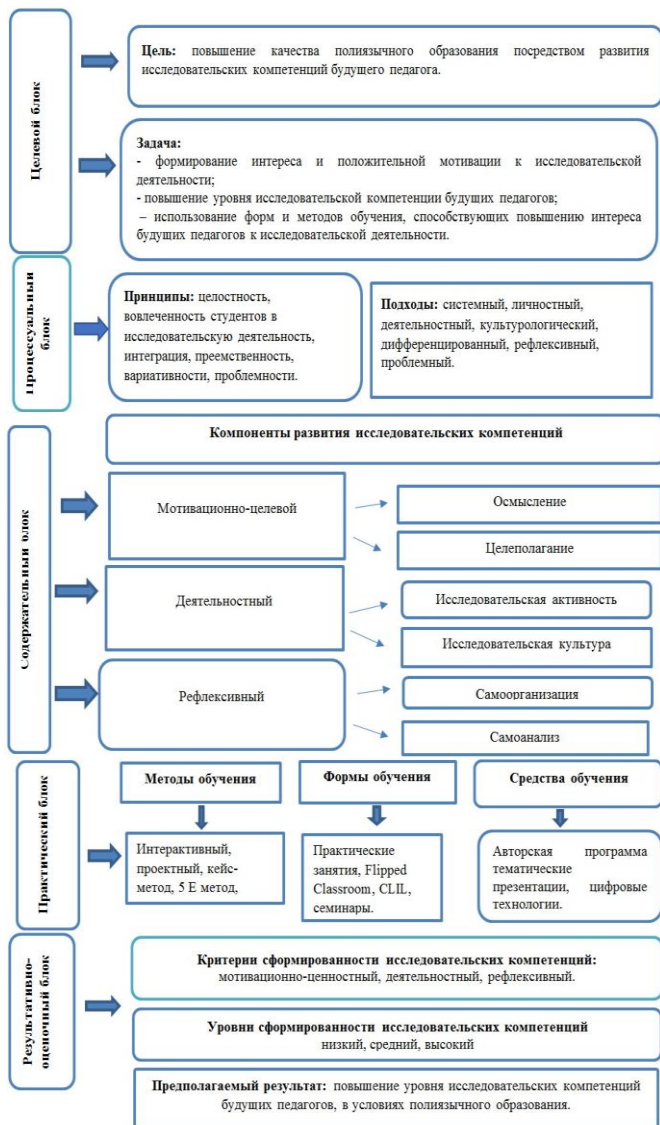 Целевой блок
Цель: повышение качества полиязычного образования посредством развития
исследовательских компетенций будущего педагога.
Задача:
- формирование интереса и положительной мотивации к исследовательской
деятельности;
- повышение уровня исследовательской компетенции будущих педагогов;
– использование форм и методов обучения, способствующих повышению интереса
будущих педагогов к исследовательской деятельности.
Процессуальный
блок
Принципы: целостность,
вовлеченность студентов в
исследовательскую деятельность,
интеграция, преемственность,
вариативности, проблемности.
Подходы: системный, личностный,
деятельностный, культурологический,
дифференцированный, рефлексивный,
проблемный.
Содержательный блок
Компоненты развития исследовательских компетенций
Мотивационно-целевой
Осмысление
Целеполагание
Деятельностный
Исследовательская активность
Исследовательская культура
Рефлексивный
Самоорганизация
Самоанализ
Практический блок
Методы обучения
Формы обучения
Средства обучения
Интерактивный,
проектный, кейс-
метод, 5 Е метод,
Практические
занятия, Flipped
Classroom, CLIL,
семинары.
Авторская программа
тематические
презентации, цифровые
технологии.
Результативно-
оценочный блок
Критерии сформированности исследовательских компетенций:
мотивационно-ценностный, деятельностный, рефлексивный.
Уровни сформированности исследовательских компетенций
низкий, средний, высокий
Предполагаемый результат: повышение уровня исследовательских компетенций
будущих педагогов, в условиях полиязычного образования.